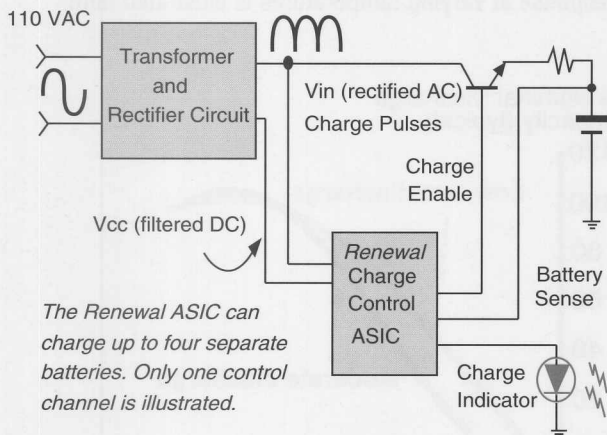 110 VAC
Transformer
and
Rectifier Circuit
Vin (rectified AC)
Charge Pulses
Charge
Enable
Vcc (filtered DC)
Renewal
Charge
Control
ASIC
Battery
Sense
The Renewal ASIC can
charge up to four separate
batteries. Only one control
channel is illustrated.
Charge
Indicator